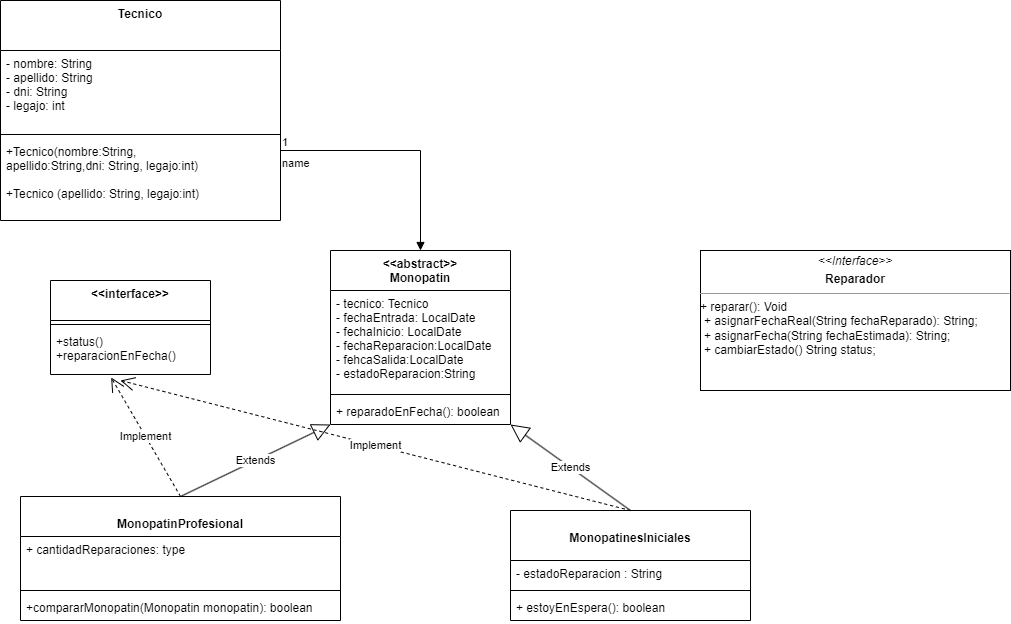 Tecnico
- nombre: String
- apellido: String
- dni: String
- legajo: int
+Tecnico(nombre:String,
apellido:String,dni: String, legajo:int)
+Tecnico (apellido: String, legajo:int)
1
name
<<abstract>>
Monopatin
- tecnico: Tecnico
- fechaEntrada: LocalDate
- fechaInicio: LocalDate
- fechaReparacion:LocalDate
- fehcaSalida:LocalDate
- estadoReparacion:String
+ reparadoEnFecha(): boolean
<<interface>>
+status()
+reparacionEnFecha()
<<Interface>>
Reparador
+ reparar(): Void
+ asignarFechaReal(String fechaReparado): String;
+ asignarFecha(String fechaEstimada): String;
+ cambiarEstado() String status;
Implement
Extends
Implement
Extends
MonopatinProfesional
+ cantidadReparaciones: type
+compararMonopatin(Monopatin monopatin): boolean
MonopatinesIniciales
- estadoReparacion : String
+ estoyEnEspera(): boolean